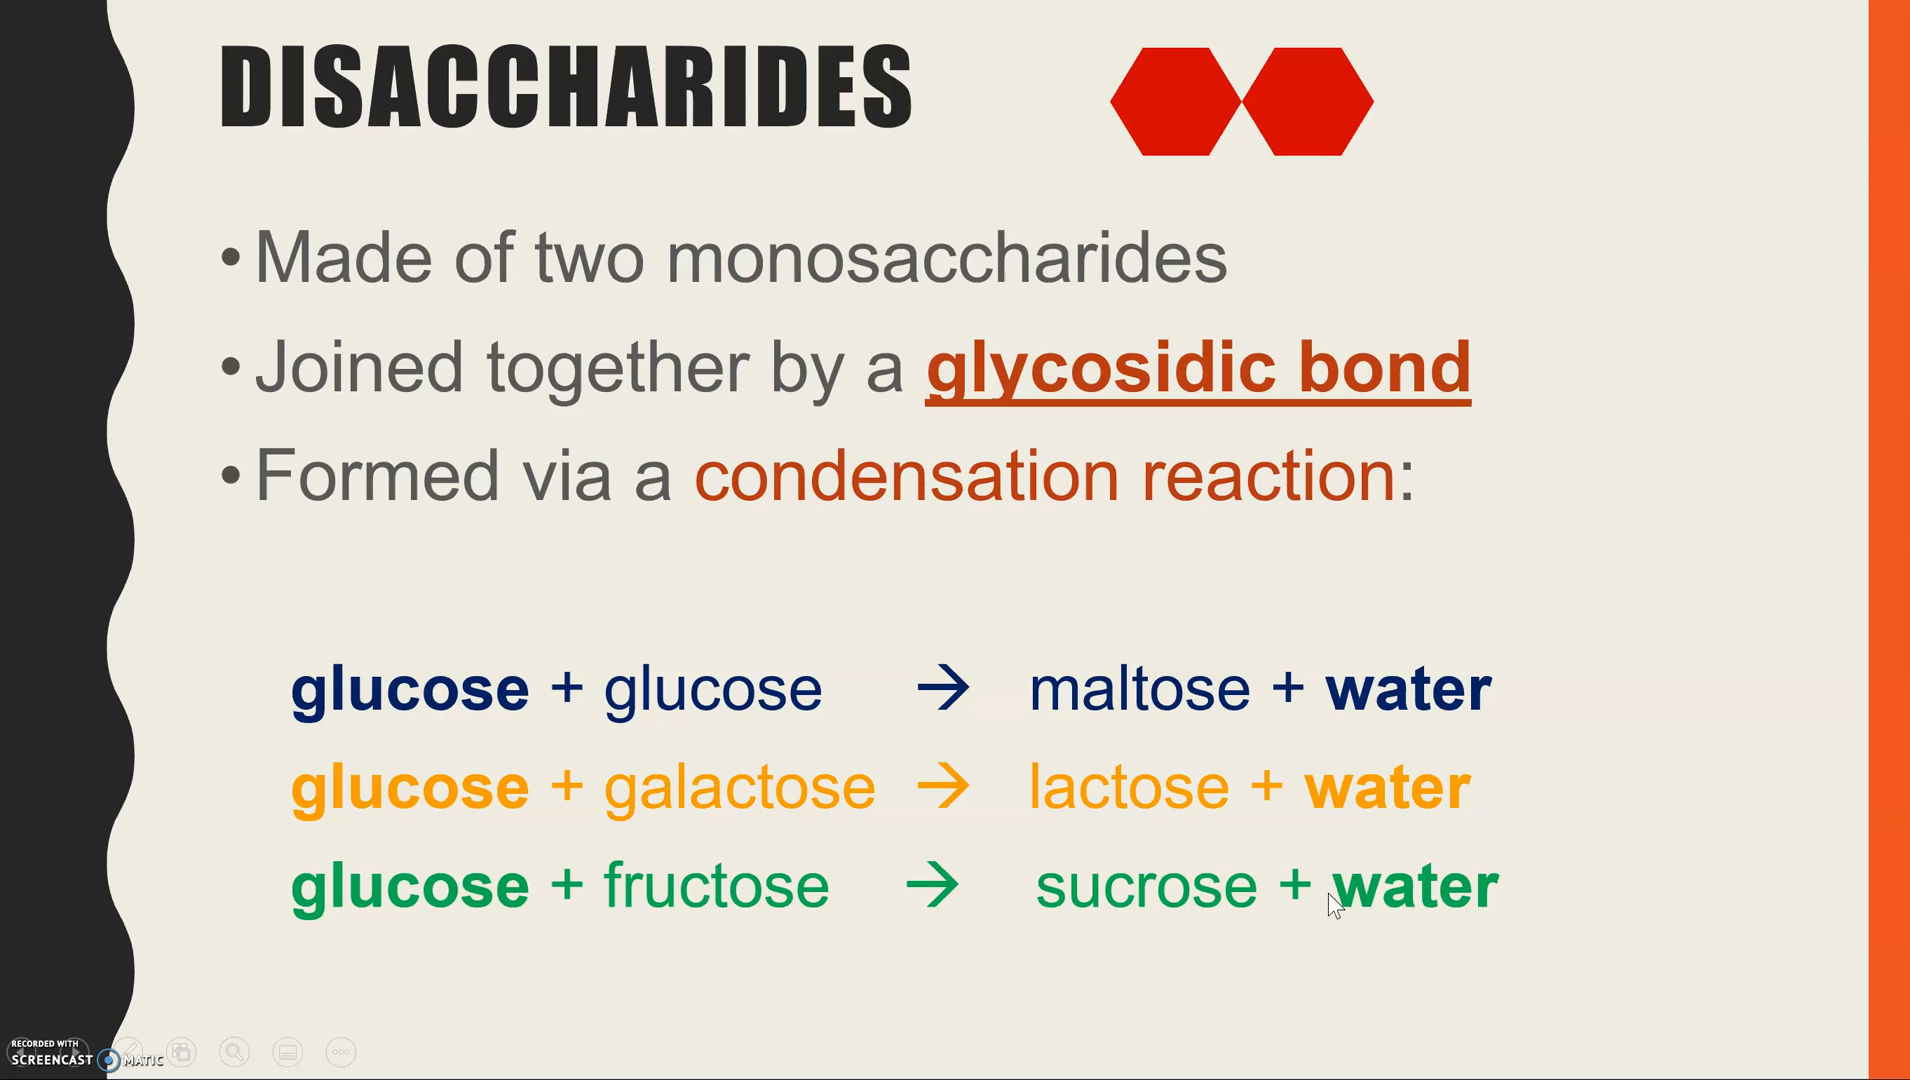 DISACCHARIDES
• Made of two monosaccharides
• Joined together by a glycosidic bond
• Formed via a condensation reaction:
glucose + glucose → maltose + water
glucose + galactose → lactose + water
glucose + fructose → sucrose + water
RECORDED WITH
SCREENCAST MATIC